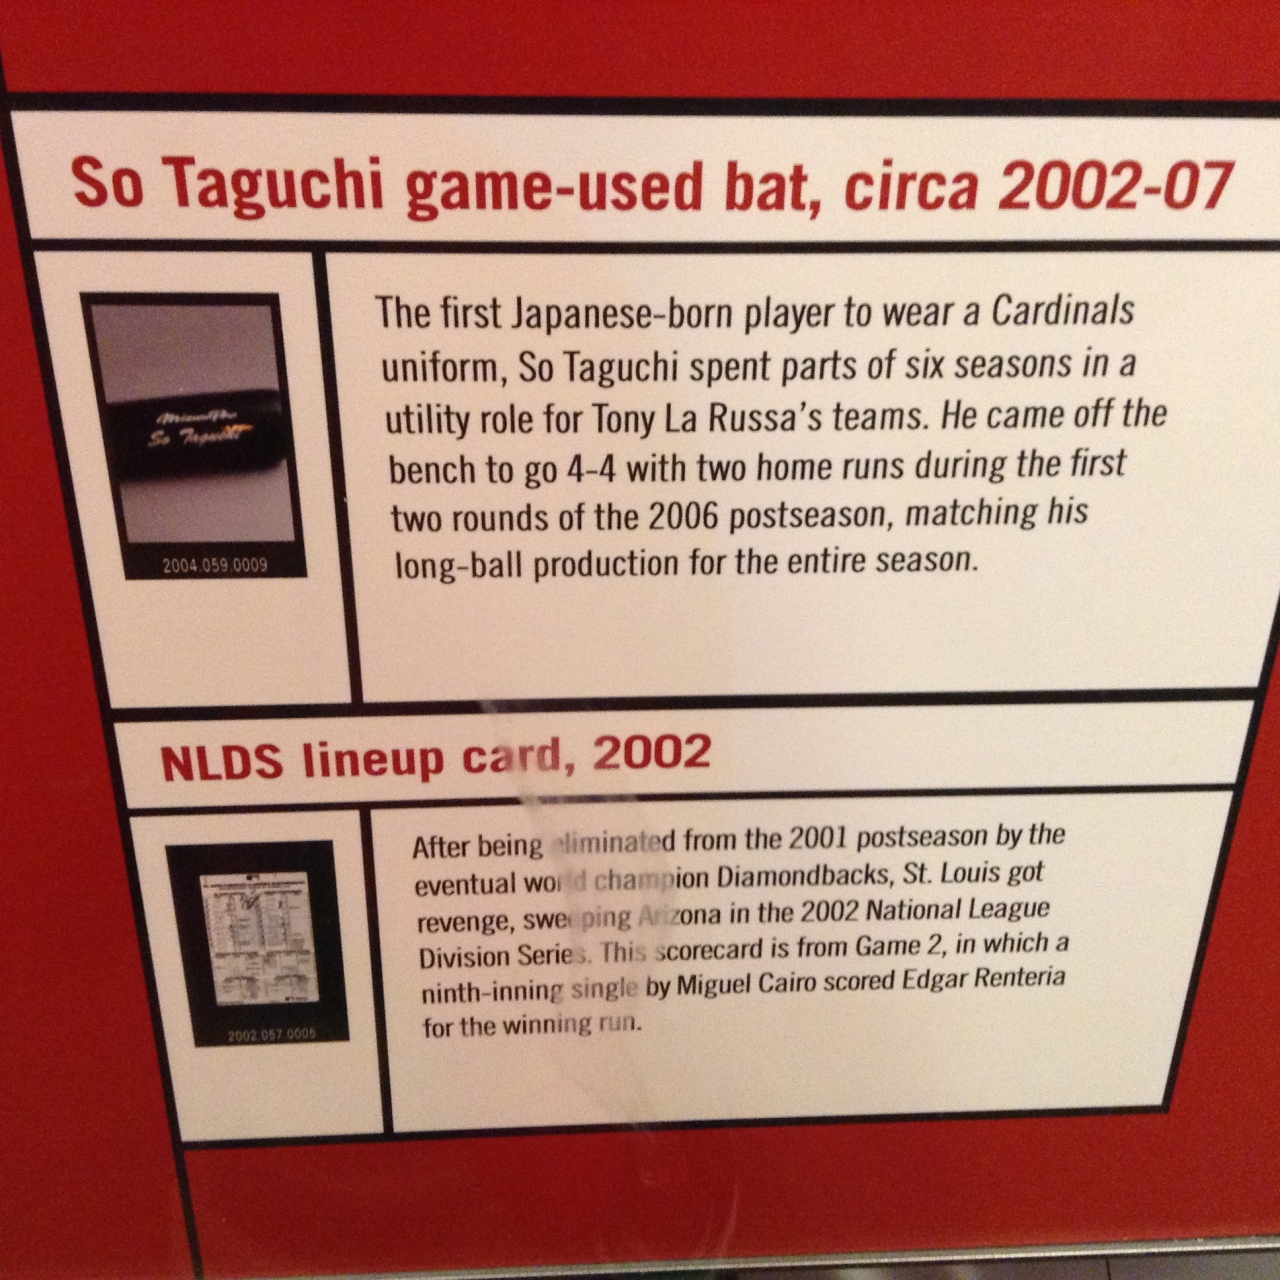 So Taguchi game-used bat, circa 2002-07
So Taguchi
2004.059.0009
The first Japanese-born player to wear a Cardinals
uniform, So Taguchi spent parts of six seasons in a
utility role for Tony La Russa's teams. He came off the
bench to go 4-4 with two home runs during the first
two rounds of the 2006 postseason, matching his
long-ball production for the entire season.
NLDS lineup card, 2002
2002.057.0005
After being eliminated from the 2001 postseason by the
eventual world champion Diamondbacks, St. Louis got
revenge, sweeping Arizona in the 2002 National League
Division Series. This scorecard is from Game 2, in which a
ninth-inning single by Miguel Cairo scored Edgar Renteria
for the winning run.